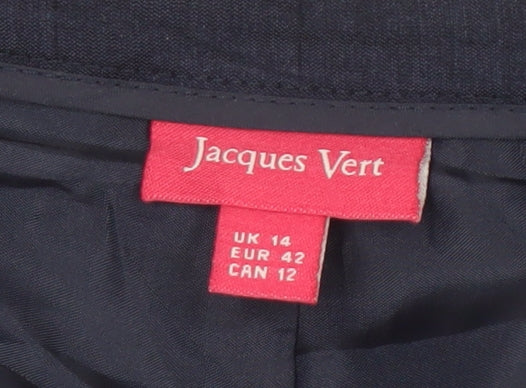 Jacques Vert
UK 14
EUR 42
CAN 12